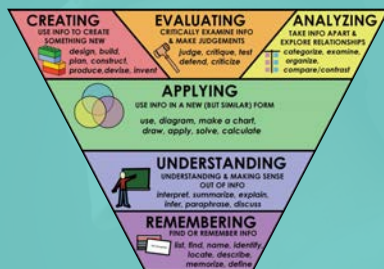 CREATING
USE INFO TO CREATE
SOMETHING NEW
design, build,
plan, construct,
produce,devise, invent
EVALUATING
CRITICALLY EXAMINE INFO
& MAKE JUDGEMENTS
judge, critique, test
defend, criticize
ANALYZING
TAKE INFO APART &
EXPLORE RELATIONSHIPS
categorize, examine,
organize,
compare/contrast
APPLYING
USE INFO IN A NEW (BUT SIMILAR) FORM
use, diagram, make a chart,
draw, apply, solve, calculate
UNDERSTANDING
UNDERSTANDING & MAKING SENSE
OUT OF INFO
interpret, summarize, explain,
infer, paraphrase, discuss
REMEMBERING
FIND OR REMEMBER INFO
list, find, name, identify,
locate, describe,
memorize, define